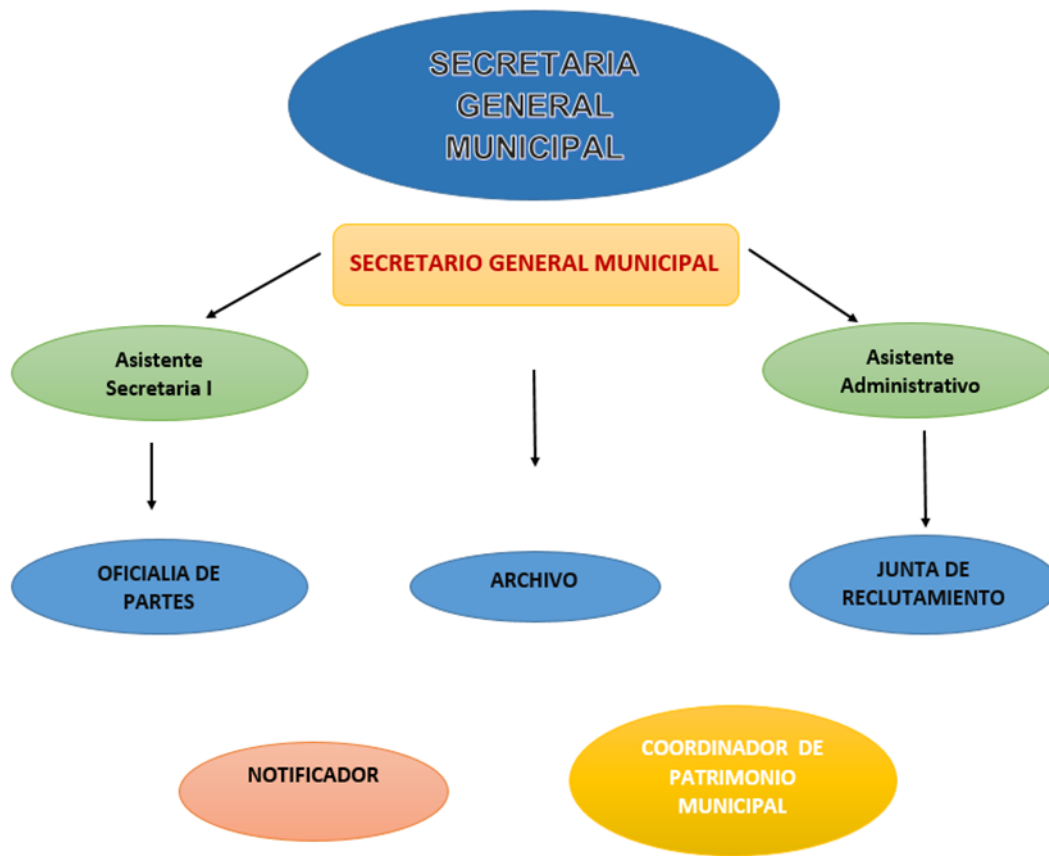 SECRETARIA
GENERAL
MUNICIPAL
SECRETARIO GENERAL MUNICIPAL
Asistente
Secretaria I
Asistente
Administrativo
OFICIALIA DE
PARTES
ARCHIVO
JUNTA DE
RECLUTAMIENTO
NOTIFICADOR
COORDINADOR DE
PATRIMONIO
MUNICIPAL